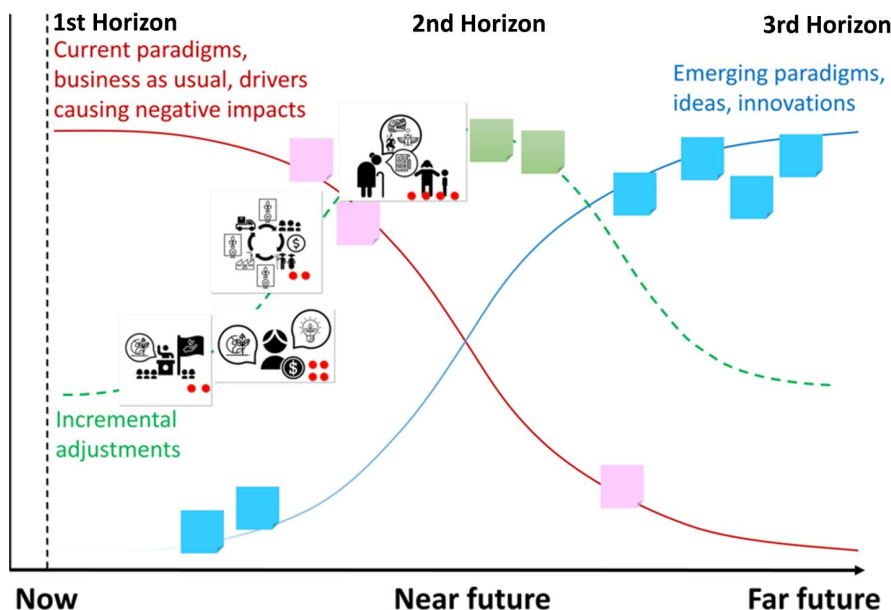 1st Horizon
2nd Horizon
3rd Horizon
Current paradigms,
business as usual, drivers
causing negative impacts
Emerging paradigms,
ideas, innovations
Incremental
adjustments
$
$
Now
Near future
Far future